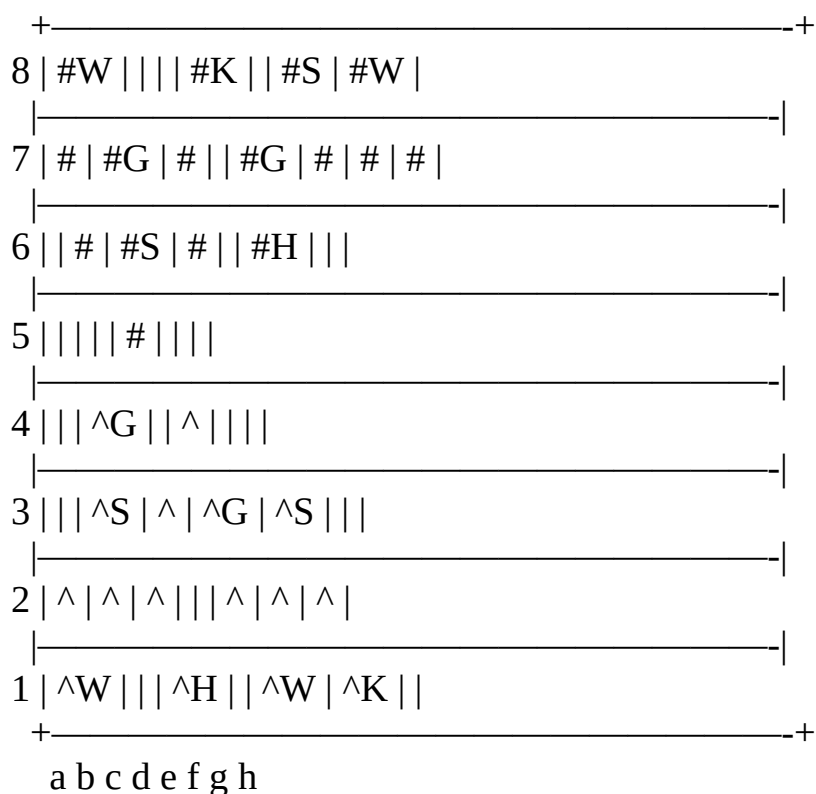 +—————————————————————-+
8 | #W | | | | #K | | #S | #W |
|—————————————————————-|
7 | # | #G | # | | #G | # | # | # |
|—————————————————————-|
6 | | # | #S | # | | #H | | |
|—————————————————————-|
5 | | | | | # | | | |
|—————————————————————-|
4 | | | ^G | | ^ | | | |
|—————————————————————-|
3 | | | ^S | ^ | ^G | ^S | | |
|—————————————————————-|
2 | ^ | ^ | ^ | | | ^ | ^ | ^ |
|—————————————————————-|
1 | ^W | | | ^H | | ^W | ^K | |
+—————————————————————-+
a b c d e f g h